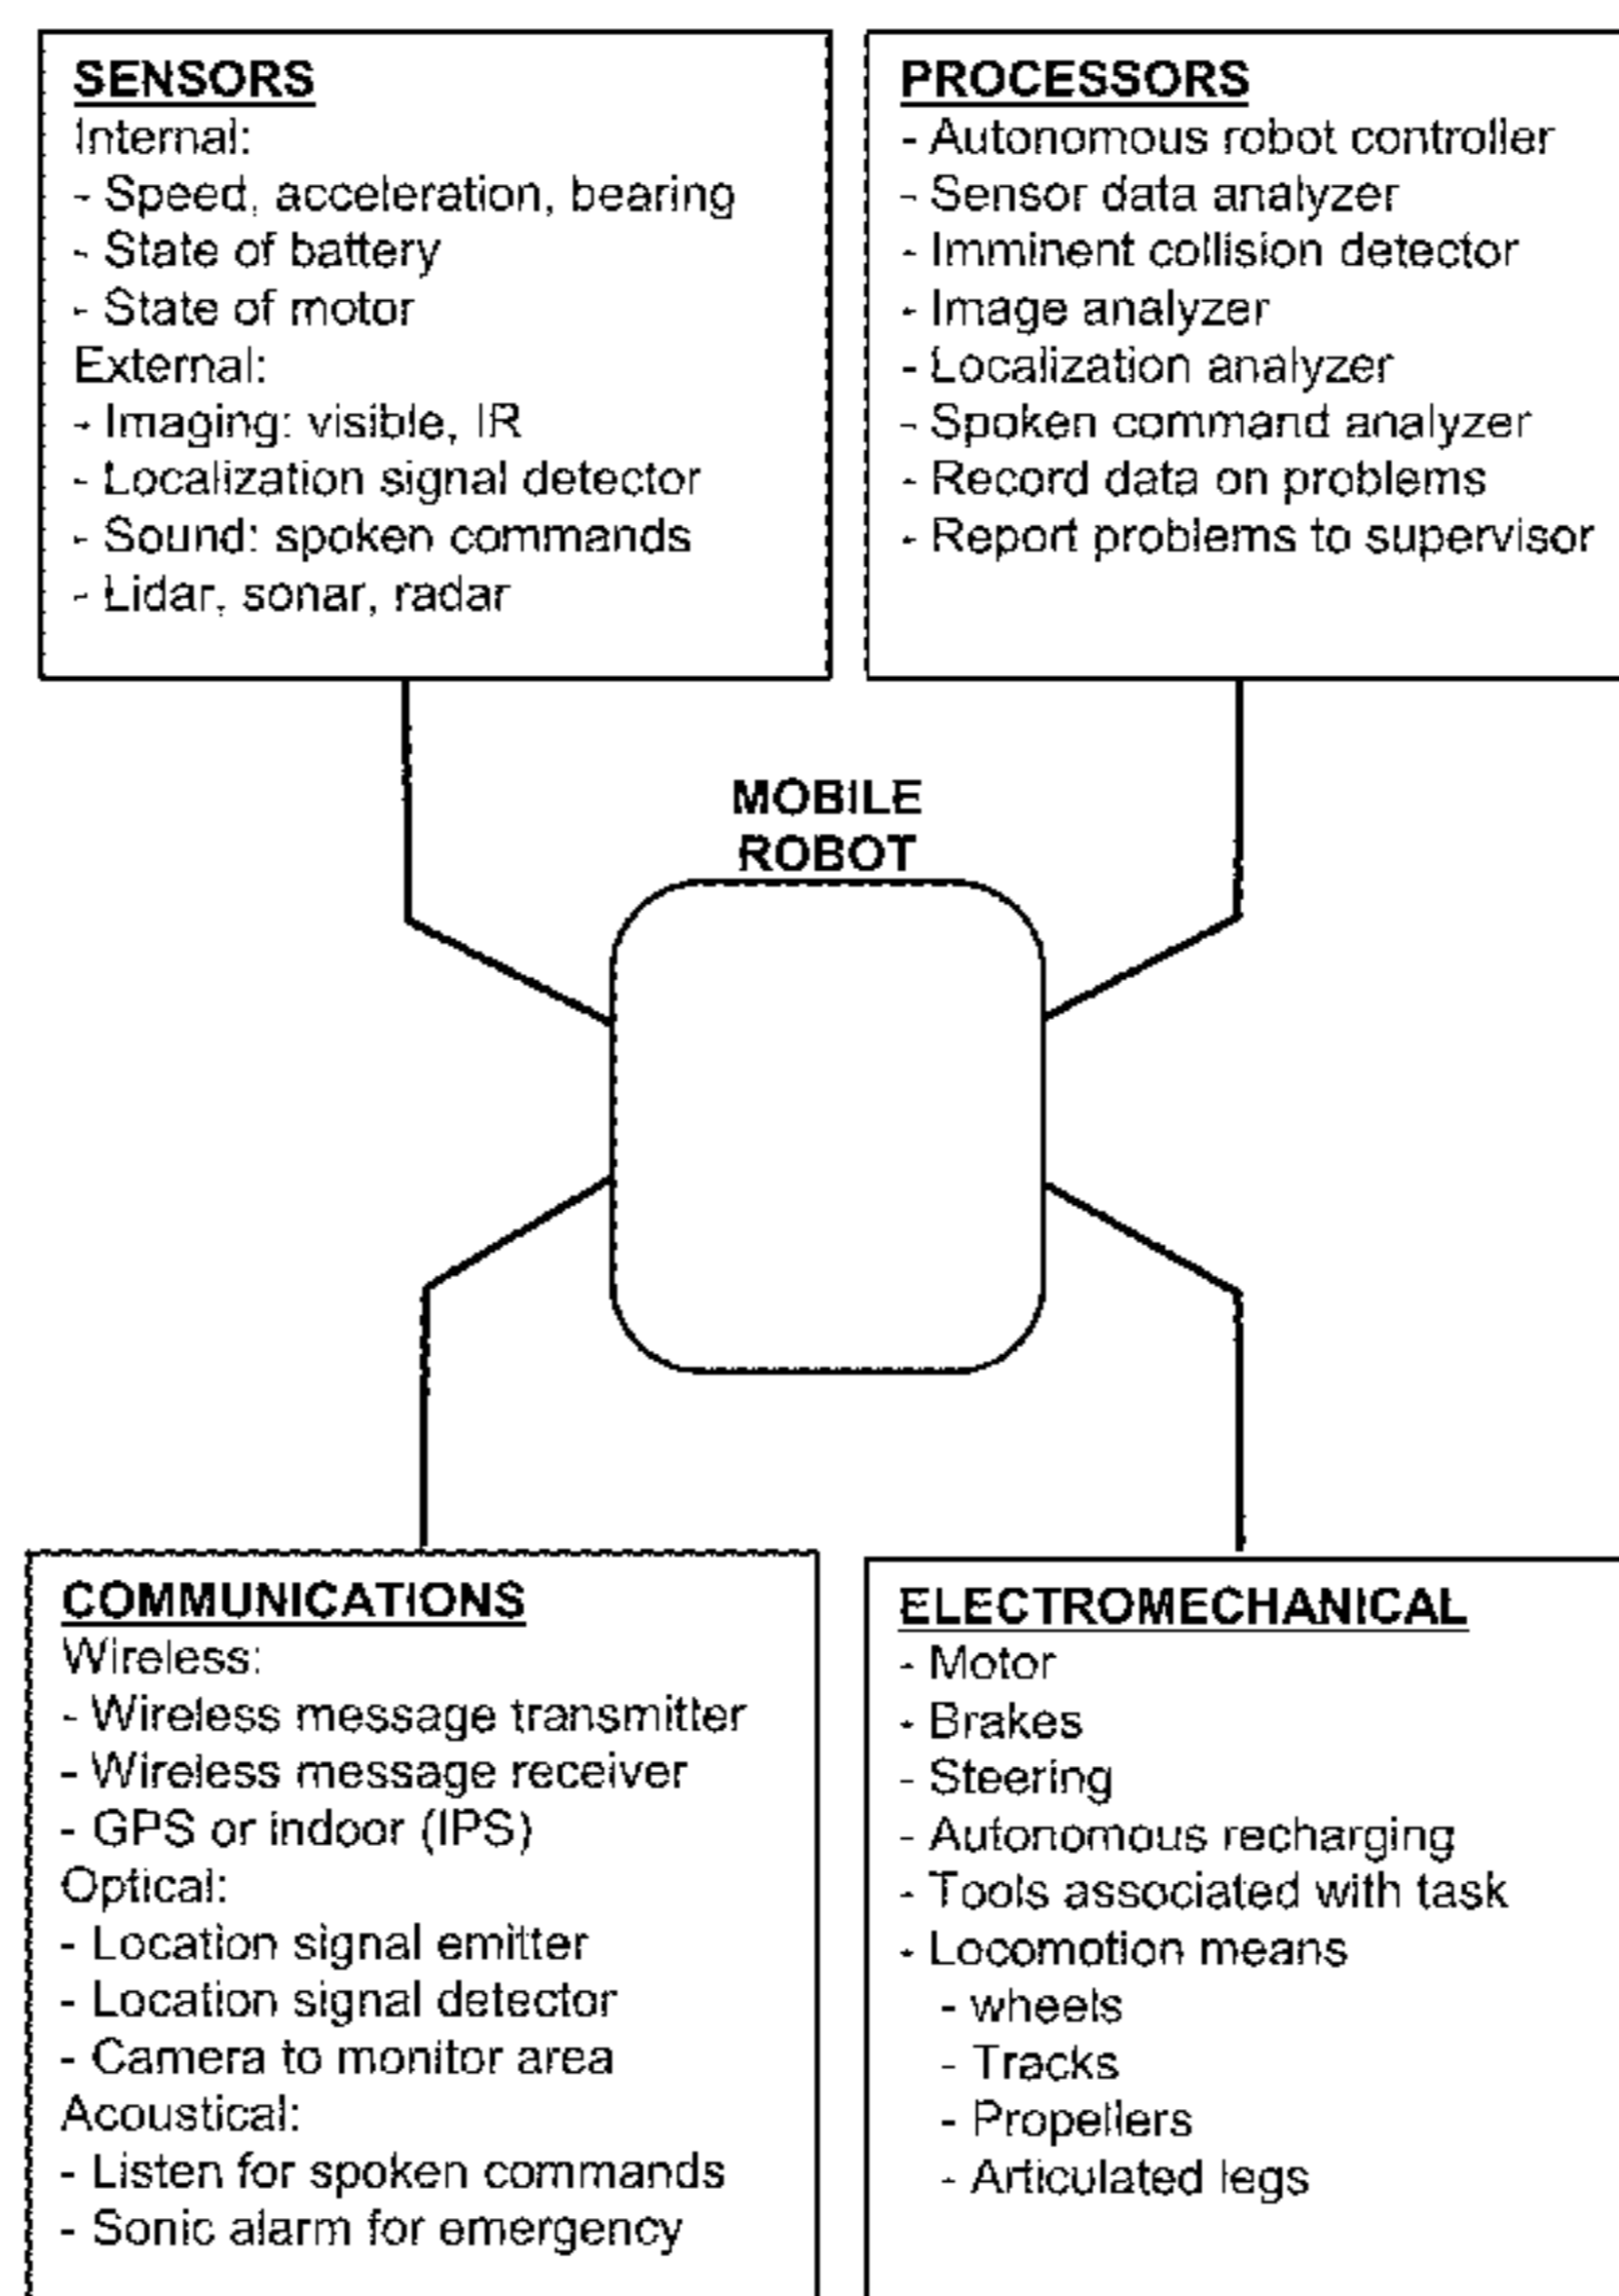 SENSORS
Internal:
- Speed, acceleration, bearing
- State of battery
- State of motor
External:
- Imaging: visible, IR
- Localization signal detector
- Sound: spoken commands
- Lidar, sonar, radar
PROCESSORS
- Autonomous robot controller
- Sensor data analyzer
- Imminent collision detector
- Image analyzer
- Localization analyzer
- Spoken command analyzer
- Record data on problems
- Report problems to supervisor
MOBILE
ROBOT
COMMUNICATIONS
Wireless:
- Wireless message transmitter
- Wireless message receiver
- GPS or indoor (IPS)
Optical:
- Location signal emitter
- Location signal detector
- Camera to monitor area
Acoustical:
- Listen for spoken commands
- Sonic alarm for emergency
ELECTROMECHANICAL
- Motor
- Brakes
- Steering
- Autonomous recharging
- Tools associated with task
- Locomotion means
- wheels
- Tracks
- Propellers
- Articulated legs